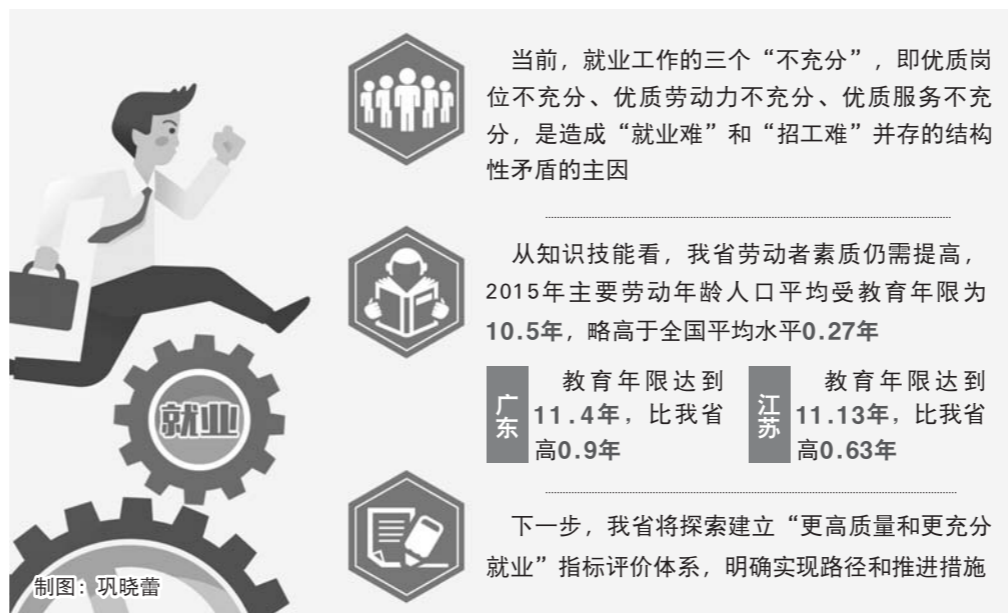 当前，就业工作的三个“不充分”，即优质岗
位不充分、优质劳动力不充分、优质服务不充
分，是造成“就业难”和“招工难”并存的结构
性矛盾的主因
从知识技能看，我省劳动者素质仍需提高，
2015年主要劳动年龄人口平均受教育年限为
10.5年，略高于全国平均水平0.27年
广东
教育年限达到
11.4年，比我省
高0.9年
江苏
教育年限达到
11.13年，比我省
高0.63年
就业
下一步，我省将探索建立“更高质量和更充分
就业”指标评价体系，明确实现路径和推进措施
制图：巩晓蕾